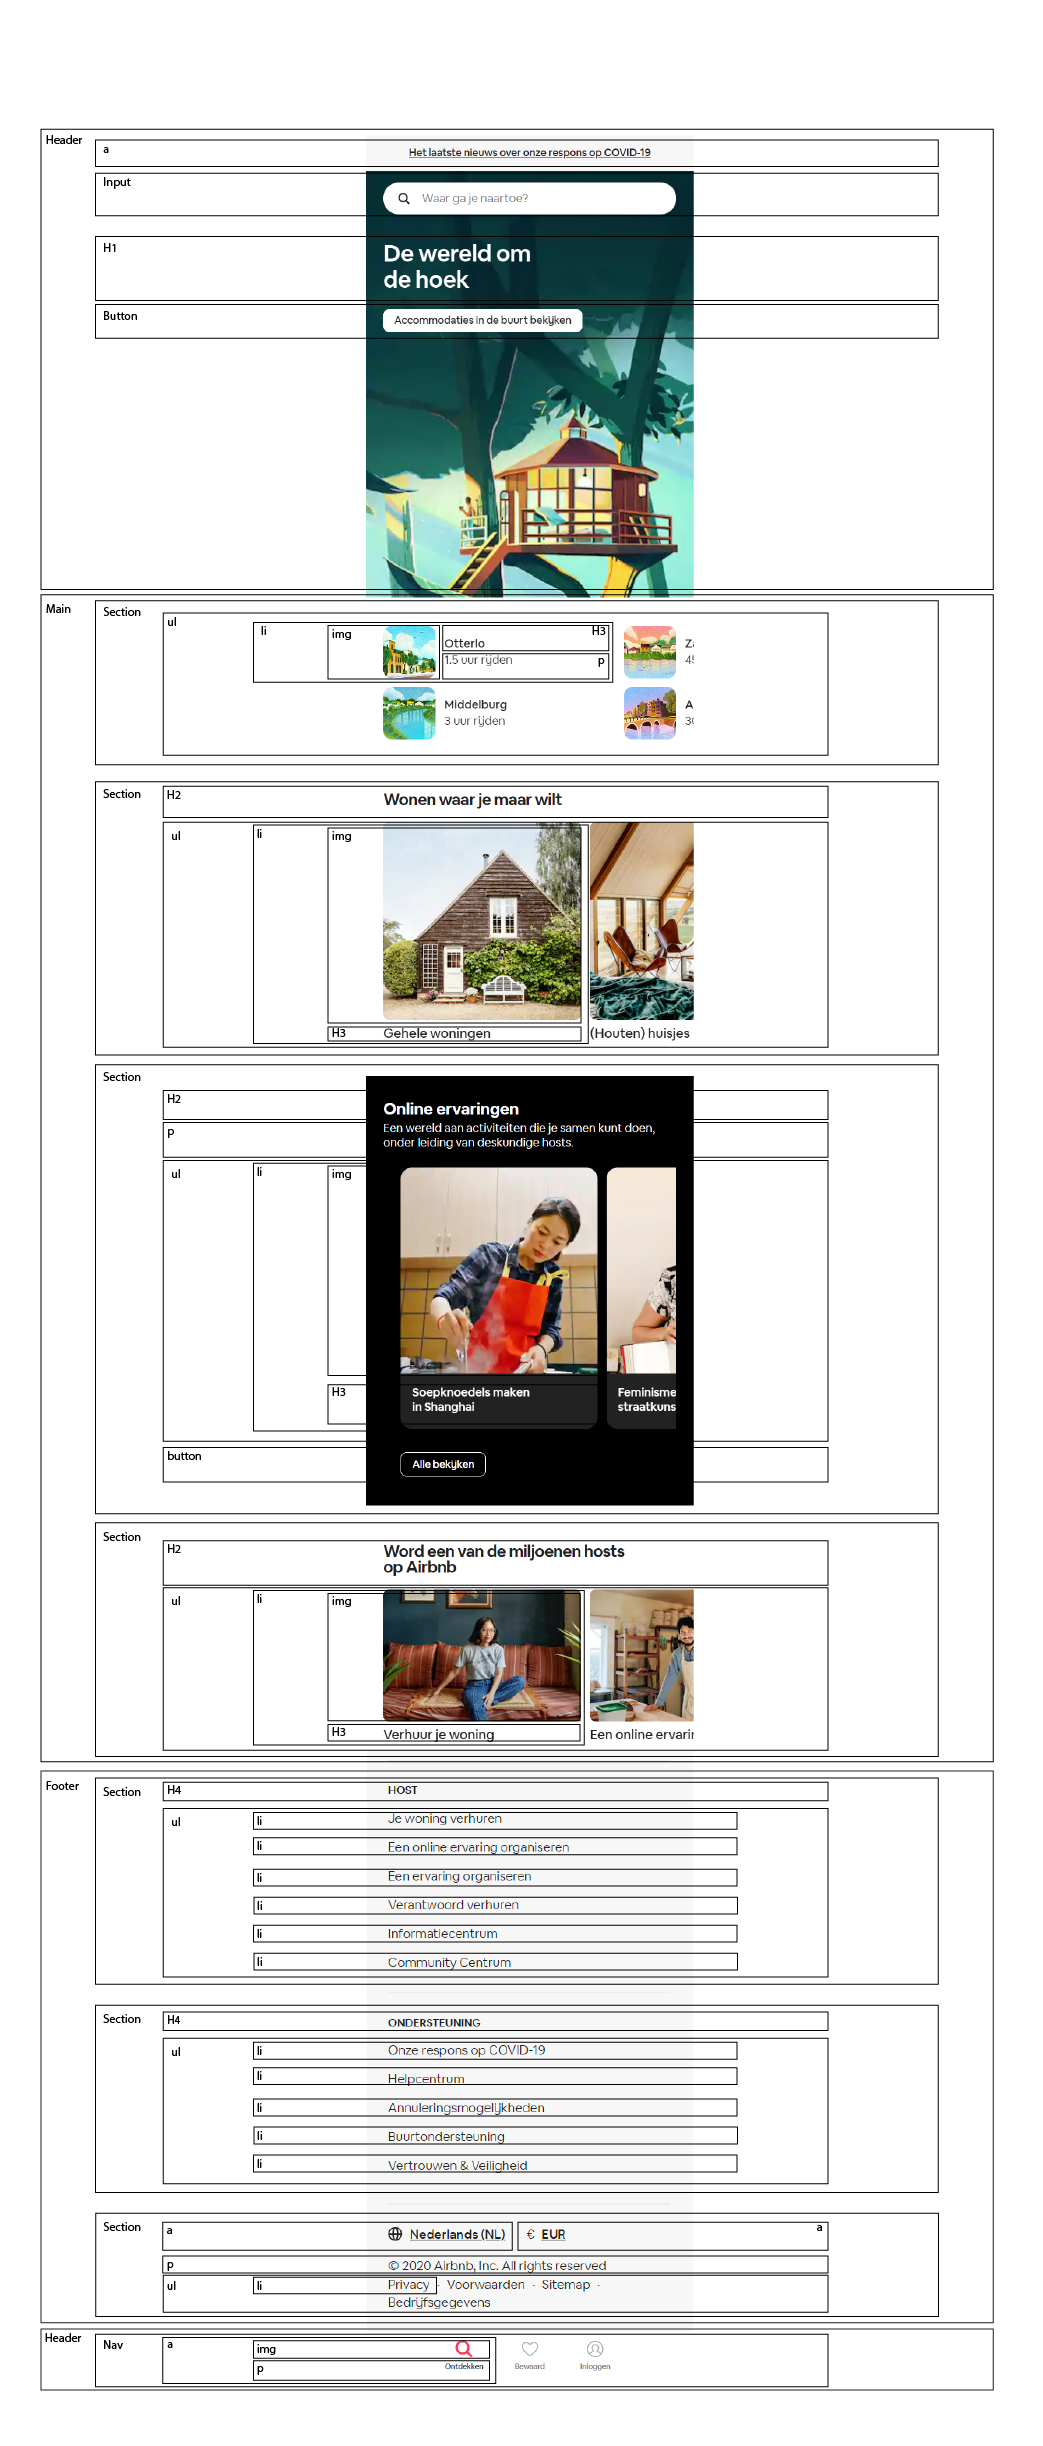 Header
a
Het laatste nieuws over onze respons op COVID-19
Input
Waar ga je naartoe?
H1
De wereld om
de hoek
Button
Accommodaties in de buurt bekijken
Main
Section
ul
li
img
Otterlo
H3
1.5 uur rijden
p
Za
45
Middelburg
3 uur rijden
A
30
Section
H2
Wonen waar je maar wilt
ul
li
img
H3
Gehele woningen
(Houten) huisjes
Section
H2
Online ervaringen
p
Een wereld aan activiteiten die je samen kunt doen,
onder leiding van deskundige hosts.
ul
li
img
H3
Soepknoedels maken
in Shanghai
Feminisme
straatkuns
button
Alle bekijken
Section
H2
Word een van de miljoenen hosts
op Airbnb
ul
li
img
H3
Verhuur je woning
Een online ervarin
Footer
Section
H4
HOST
ul
li
Je woning verhuren
li
Een online ervaring organiseren
li
Een ervaring organiseren
li
Verantwoord verhuren
li
Informatiecentrum
li
Community Centrum
Section
H4
ONDERSTEUNING
ul
li
Onze respons op COVID-19
li
Helpcentrum
li
Annuleringsmogelijkheden
li
Buurtondersteuning
li
Vertrouwen & Veiligheid
Section
a
Nederlands (NL)
€ EUR
a
p
© 2020 Airbnb, Inc. All rights reserved
ul
li
Privacy · Voorwaarden · Sitemap ·
Bedrijfsgegevens
Header
Nav
a
img
p
Ontdekken
Bewaard
Inloggen